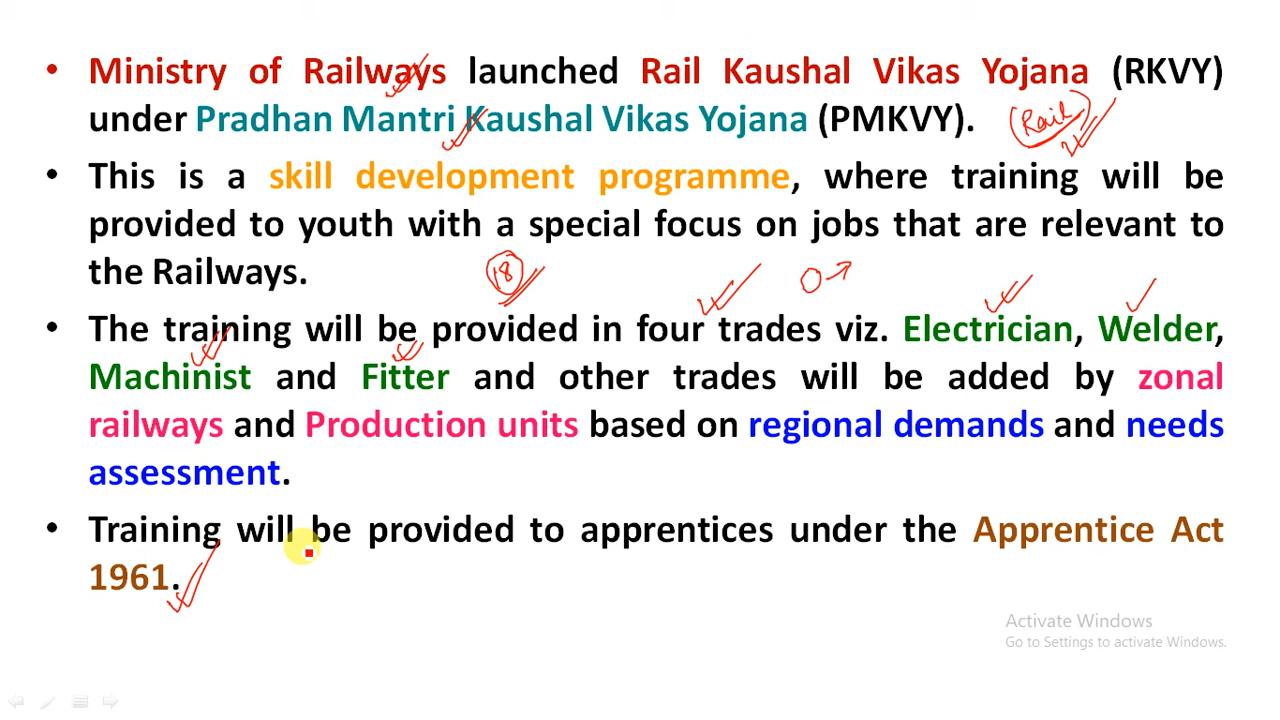 • Ministry of Railways launched Rail Kaushal Vikas Yojana (RKVY)
under Pradhan Mantri Kaushal Vikas Yojana (PMKVY).
(Rail)
• This is a skill development programme, where training will be
provided to youth with a special focus on jobs that are relevant to
the Railways.
18
• The training will be provided in four trades viz. Electrician, Welder,
Machinist and Fitter and other trades will be added by zonal
railways and Production units based on regional demands and needs
assessment.
• Training will be provided to apprentices under the Apprentice Act
1961.
Activate Windows
Go to Settings to activate Windows.